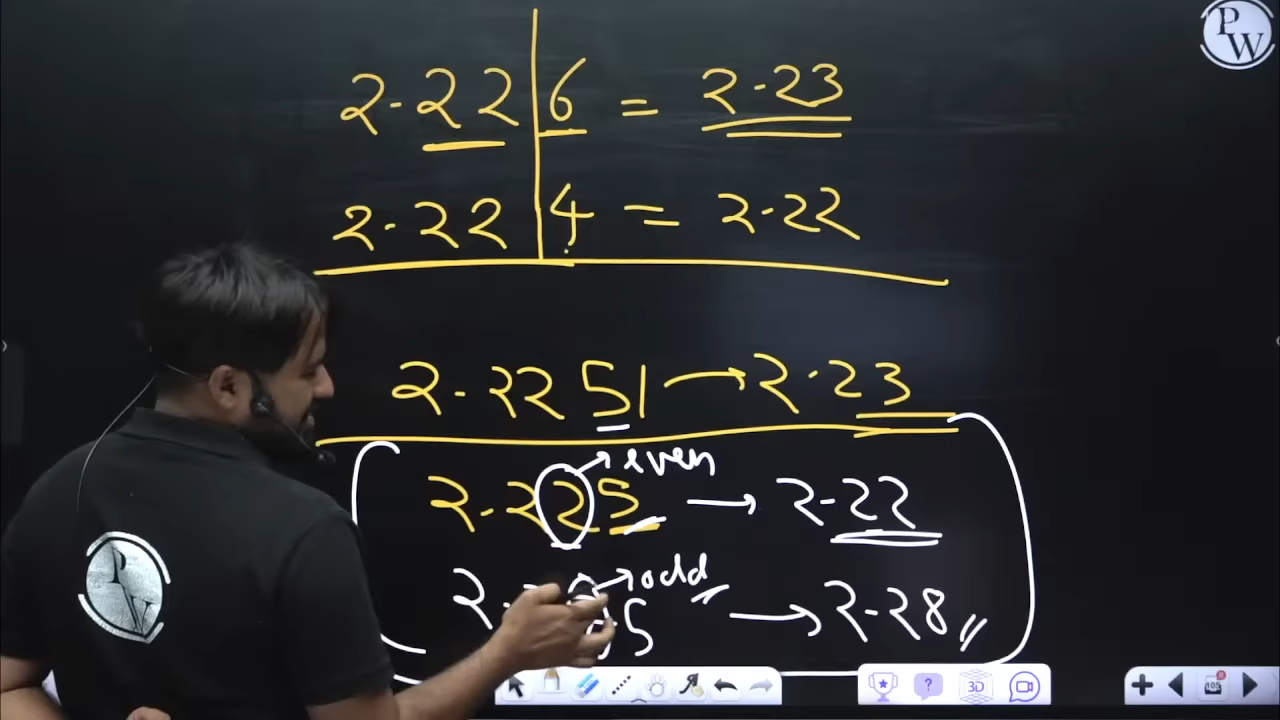 PW
2.22 6 = 2.23
2.22 4 = 2.22
2.2251 → 2.23
even
2.225 → 2.22
odd
5 → 2.28
PW